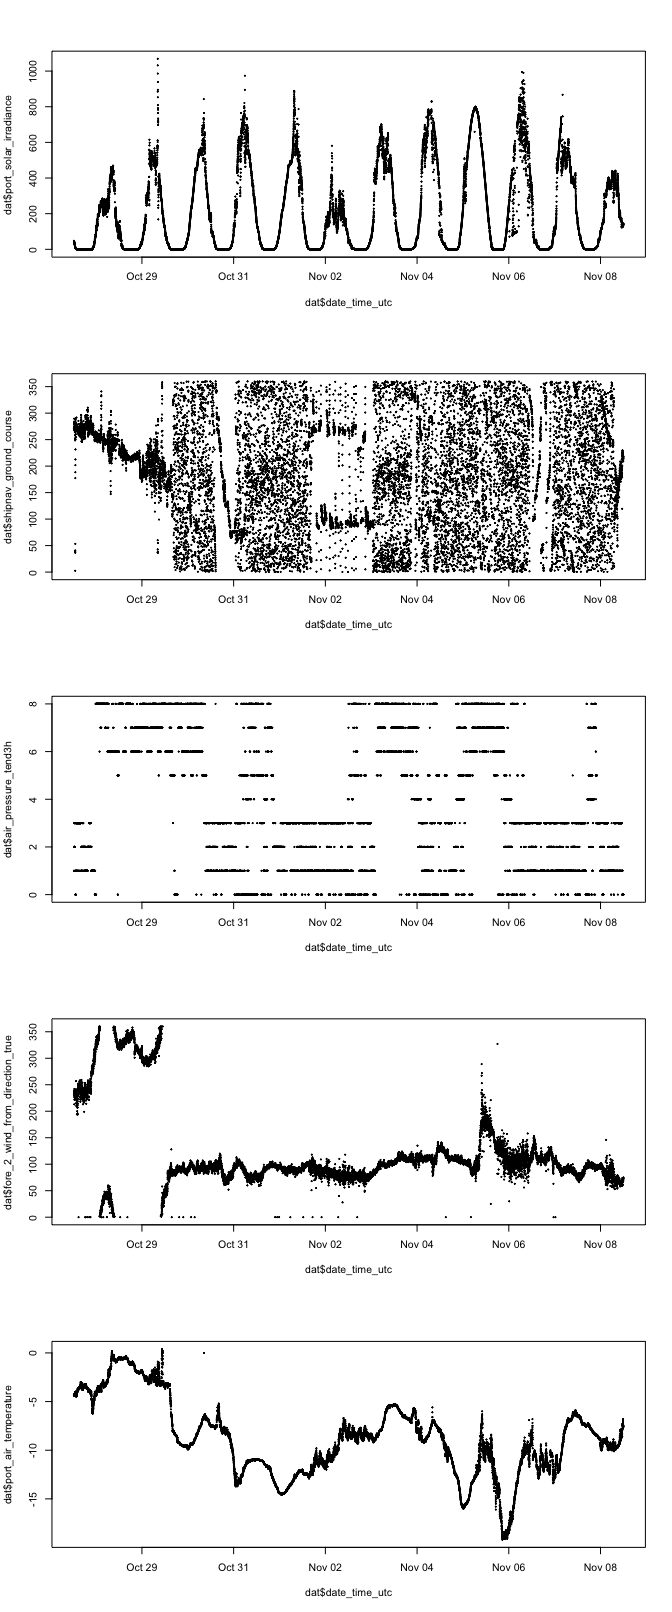 dat$port_solar_irradiance
0 200 400 600 800 1000
Oct 29 Oct 31 Nov 02 Nov 04 Nov 06 Nov 08
dat$date_time_utc
dat$shipnav_ground_course
0 50 100 150 200 250 300 350
Oct 29 Oct 31 Nov 02 Nov 04 Nov 06 Nov 08
dat$date_time_utc
dat$air_pressure_tend3h
0 2 4 6 8
Oct 29 Oct 31 Nov 02 Nov 04 Nov 06 Nov 08
dat$date_time_utc
dat$fore_2_wind_from_direction_true
0 50 100 150 200 250 300 350
Oct 29 Oct 31 Nov 02 Nov 04 Nov 06 Nov 08
dat$date_time_utc
dat$port_air_temperature
-15 -10 -5 0
Oct 29 Oct 31 Nov 02 Nov 04 Nov 06 Nov 08
dat$date_time_utc